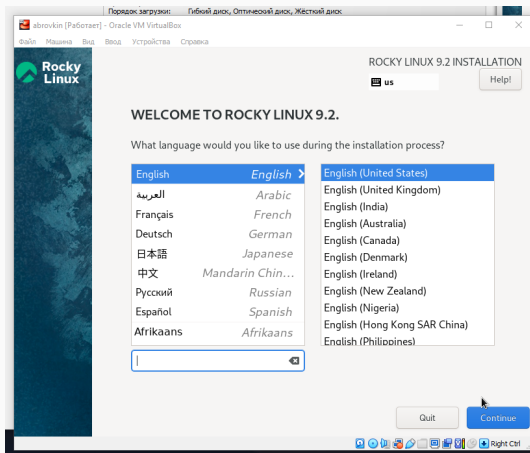 Порядок загрузки: Гибкий диск, Оптический диск, Жёсткий диск
abrovkin [Работает] - Oracle VM VirtualBox
Файл Машина Вид Ввод Устройства Справка
Rocky
Linux
ROCKY LINUX 9.2 INSTALLATION
us
Help!
WELCOME TO ROCKY LINUX 9.2.
What language would you like to use during the installation process?
English English
العربية Arabic
Français French
Deutsch German
日本語 Japanese
中文 Mandarin Chin...
Русский Russian
Español Spanish
Afrikaans Afrikaans
English (United States)
English (United Kingdom)
English (India)
English (Australia)
English (Canada)
English (Denmark)
English (Ireland)
English (New Zealand)
English (Nigeria)
English (Hong Kong SAR China)
English (Philippines)
Quit
Continue
Right Ctrl